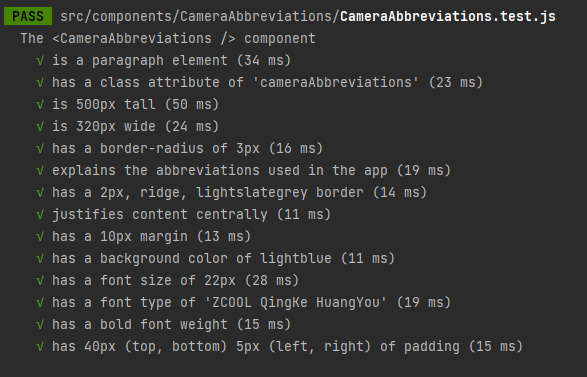 PASS src/components/CameraAbbreviations/CameraAbbreviations.test.js
The <CameraAbbreviations /> component
√ is a paragraph element (34 ms)
√ has a class attribute of 'cameraAbbreviations' (23 ms)
√ is 500px tall (50 ms)
√ is 320px wide (24 ms)
√ has a border-radius of 3px (16 ms)
√ explains the abbreviations used in the app (19 ms)
√ has a 2px, ridge, lightslategrey border (14 ms)
√ justifies content centrally (11 ms)
√ has a 10px margin (13 ms)
√ has a background color of lightblue (11 ms)
√ has a font size of 22px (28 ms)
√ has a font type of 'ZCOOL QingKe HuangYou' (19 ms)
√ has a bold font weight (15 ms)
√ has 40px (top, bottom) 5px (left, right) of padding (15 ms)